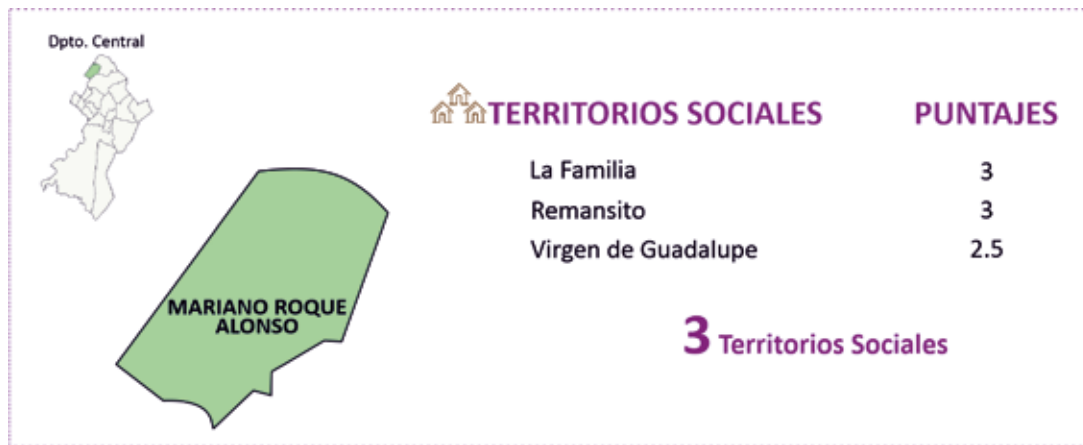 Dpto. Central
TERRITORIOS SOCIALES PUNTAJES
La Familia 3
Remansito 3
Virgen de Guadalupe 2.5
MARIANO ROQUE
ALONSO
3 Territorios Sociales